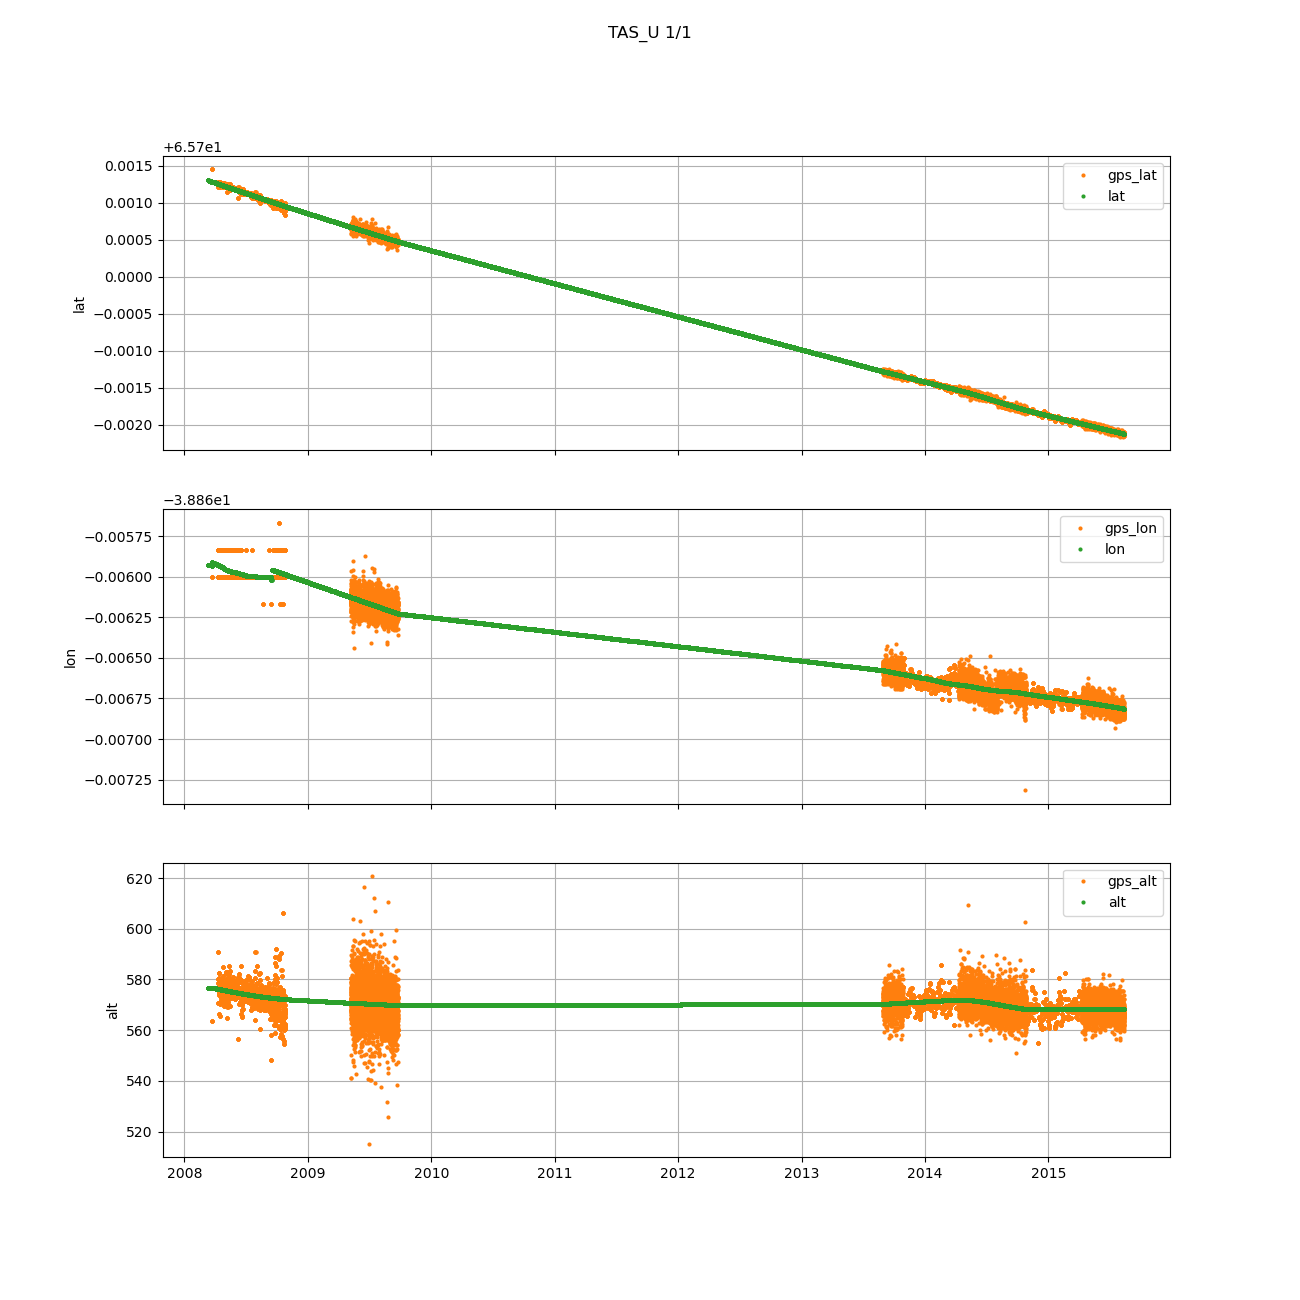 TAS_U 1/1
+6.57e1
0.0015
0.0010
0.0005
0.0000
−0.0005
−0.0010
−0.0015
−0.0020
lat
gps_lat
lat
−3.886e1
−0.00575
−0.00600
−0.00625
−0.00650
−0.00675
−0.00700
−0.00725
lon
gps_lon
lon
620
600
580
560
540
520
alt
gps_alt
alt
2008 2009 2010 2011 2012 2013 2014 2015